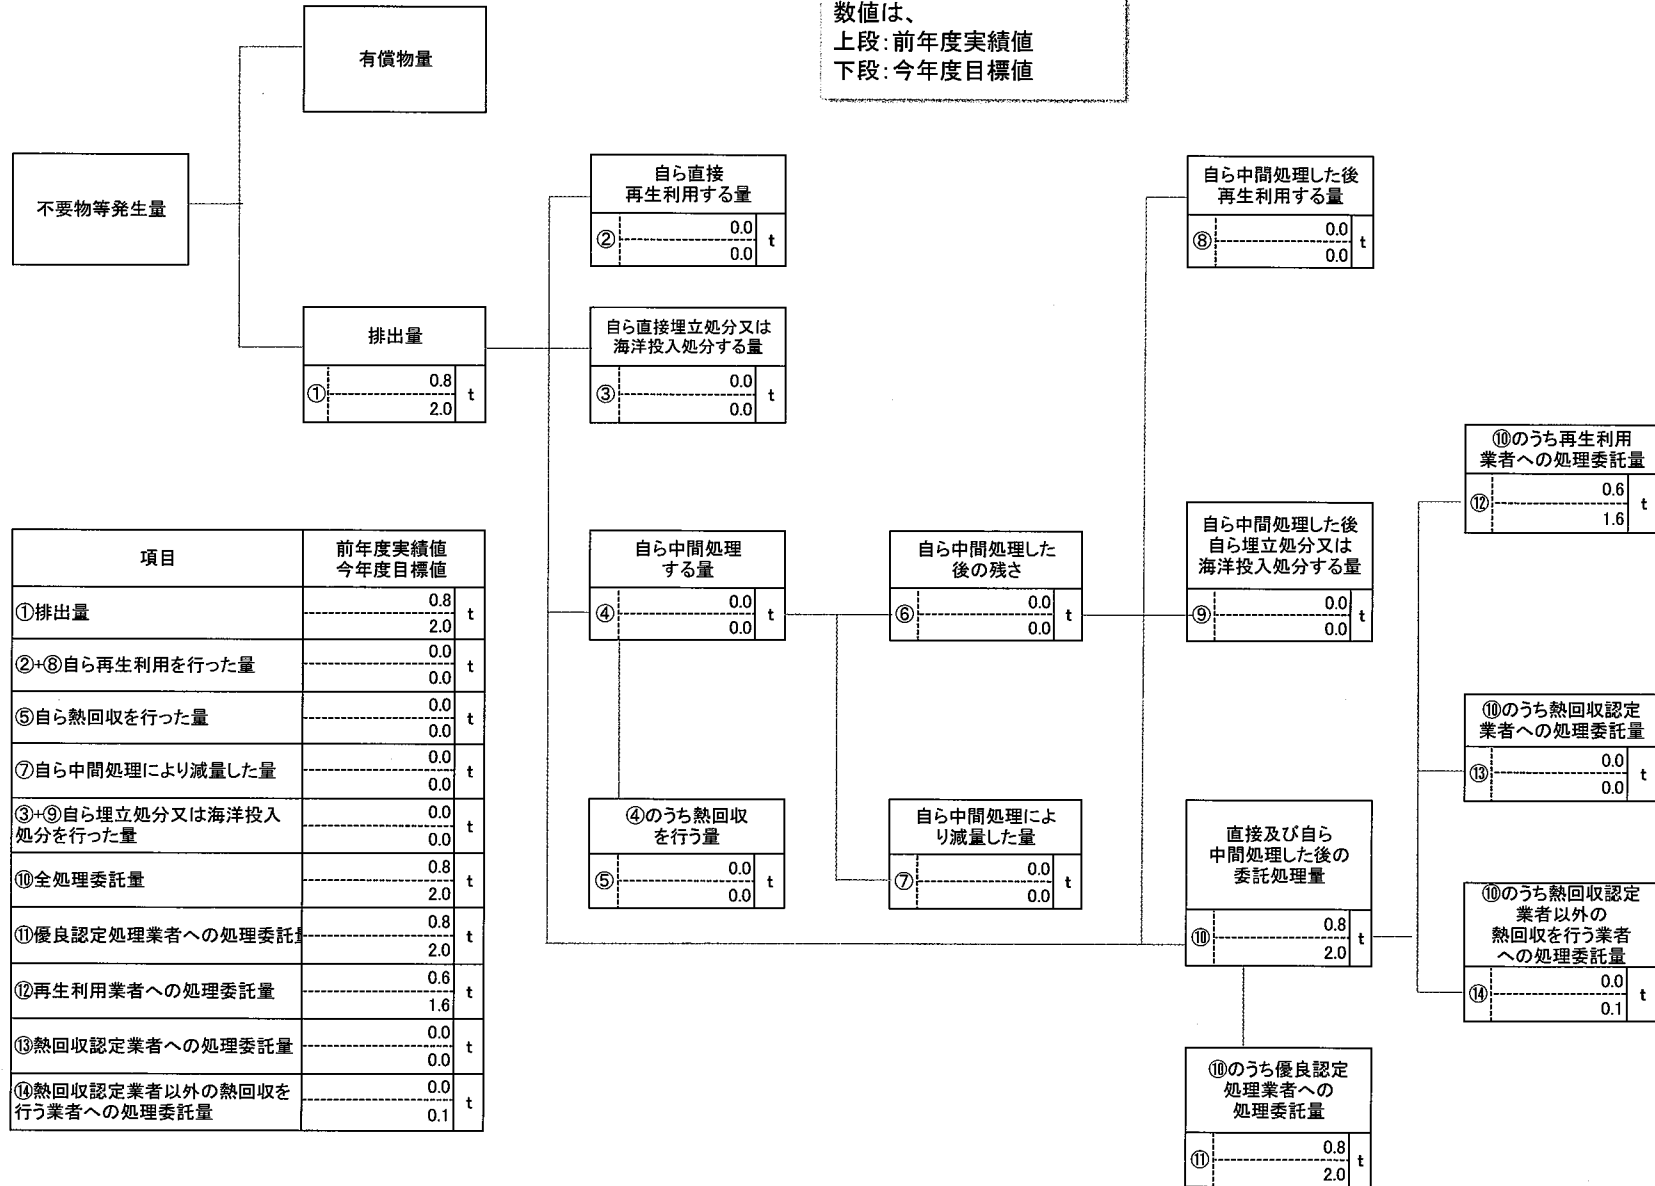 数値は、
上段：前年度実績値
下段：今年度目標値
有償物量
不要物等発生量
排出量
① 0.8 t
2.0
自ら直接
再生利用する量
② 0.0 t
0.0
自ら直接埋立処分又は
海洋投入処分する量
③ 0.0 t
0.0
自ら中間処理
する量
④ 0.0 t
0.0
④のうち熱回収
を行う量
⑤ 0.0 t
0.0
自ら中間処理した
後の残さ
⑥ 0.0 t
0.0
自ら中間処理によ
り減量した量
⑦ 0.0 t
0.0
自ら中間処理した後
再生利用する量
⑧ 0.0 t
0.0
自ら中間処理した後
自ら埋立処分又は
海洋投入処分する量
⑨ 0.0 t
0.0
直接及び自ら
中間処理した後の
委託処理量
⑩ 0.8 t
2.0
⑩のうち優良認定
処理業者への
処理委託量
⑪ 0.8 t
2.0
⑩のうち再生利用
業者への処理委託量
⑫ 0.6 t
1.6
⑩のうち熱回収認定
業者への処理委託量
⑬ 0.0 t
0.0
⑩のうち熱回収認定
業者以外の
熱回収を行う業者
への処理委託量
⑭ 0.0 t
0.1
項目 前年度実績値
今年度目標値
①排出量 0.8 t
2.0
②+⑧自ら再生利用を行った量 0.0 t
0.0
⑤自ら熱回収を行った量 0.0 t
0.0
⑦自ら中間処理により減量した量 0.0 t
0.0
③+⑨自ら埋立処分又は海洋投入 0.0 t
処分を行った量 0.0
⑩全処理委託量 0.8 t
2.0
⑪優良認定処理業者への処理委託 0.8 t
2.0
⑫再生利用業者への処理委託量 0.6 t
1.6
⑬熱回収認定業者への処理委託量 0.0 t
0.0
⑭熱回収認定業者以外の熱回収を 0.0 t
行う業者への処理委託量 0.1